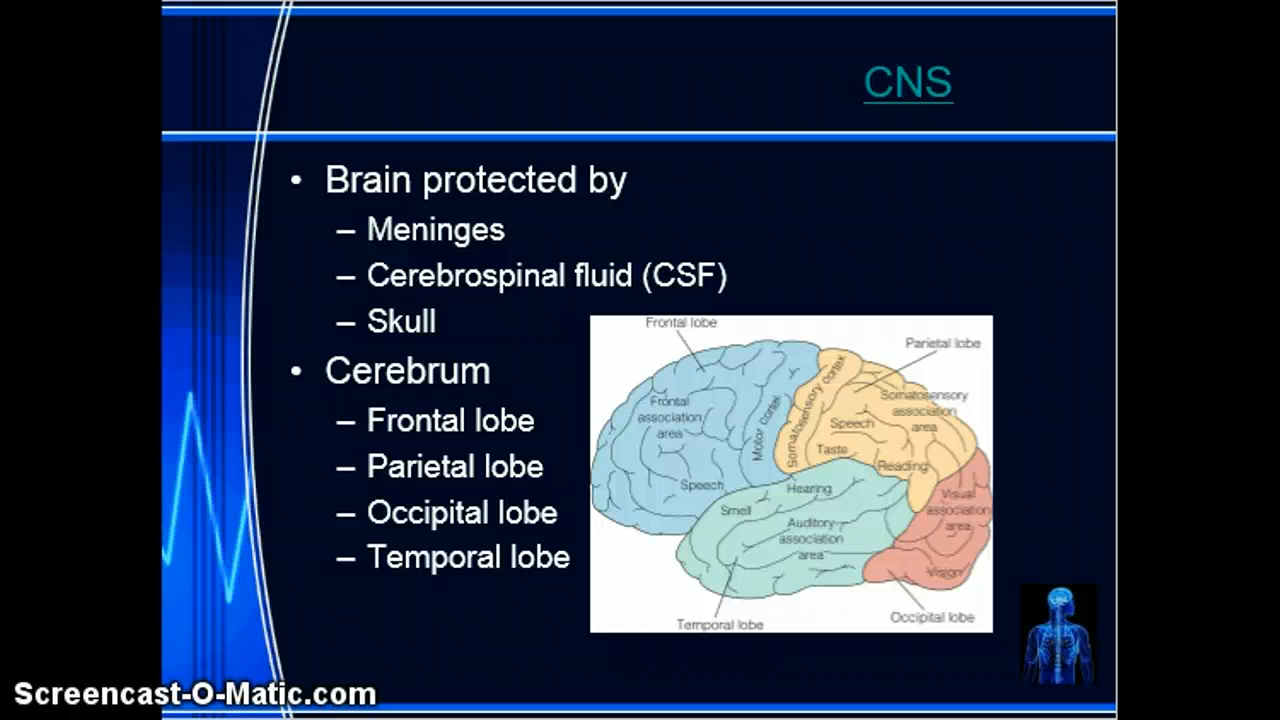 CNS
• Brain protected by
– Meninges
– Cerebrospinal fluid (CSF)
– Skull
• Cerebrum
– Frontal lobe
– Parietal lobe
– Occipital lobe
– Temporal lobe
Frontal lobe
Parietal lobe
Frontal
association
area
Motor cortex
Somatosensory cortex
Somatosensory
association
area
Speech
Taste
Reading
Speech
Hearing
Smell
Auditory
association
area
Visual
association
area
Vision
Temporal lobe
Occipital lobe
Screencast-O-Matic.com